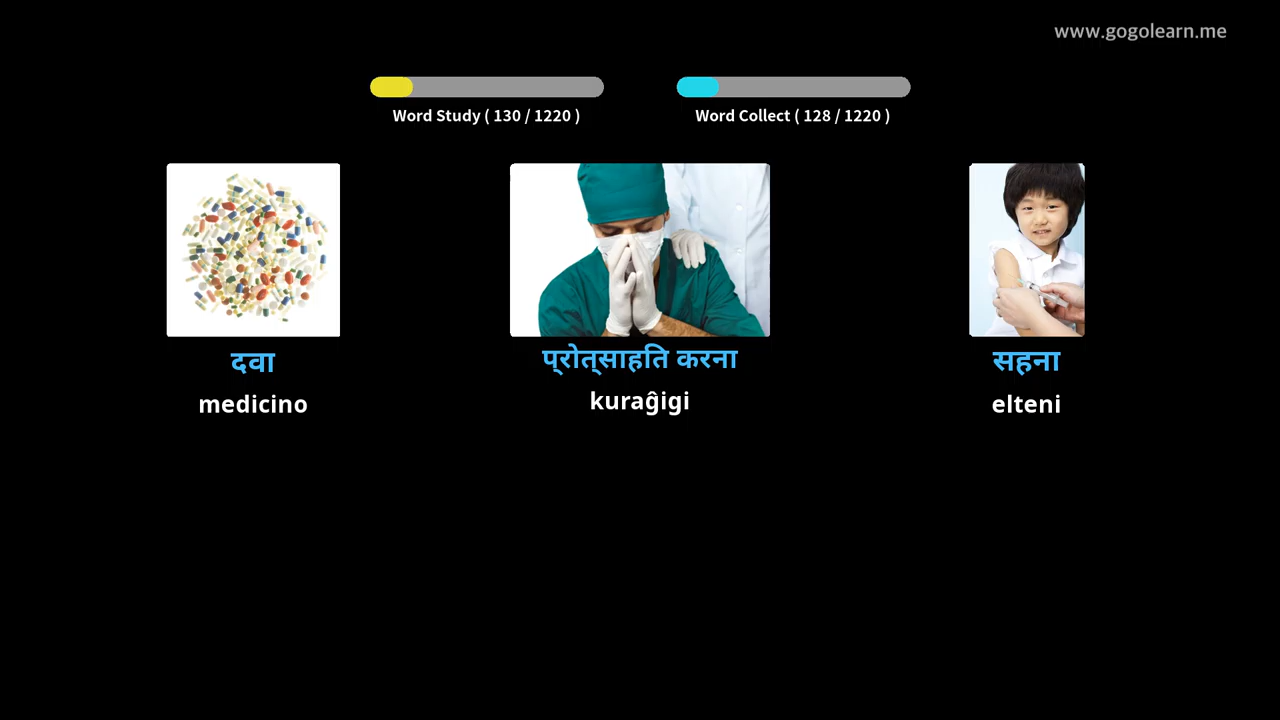 www.gogolearn.me
Word Study ( 130 / 1220 )
Word Collect ( 128 / 1220 )
दवा
प्रोत्साहति करना
सहना
medicino
kuraĝigi
elteni